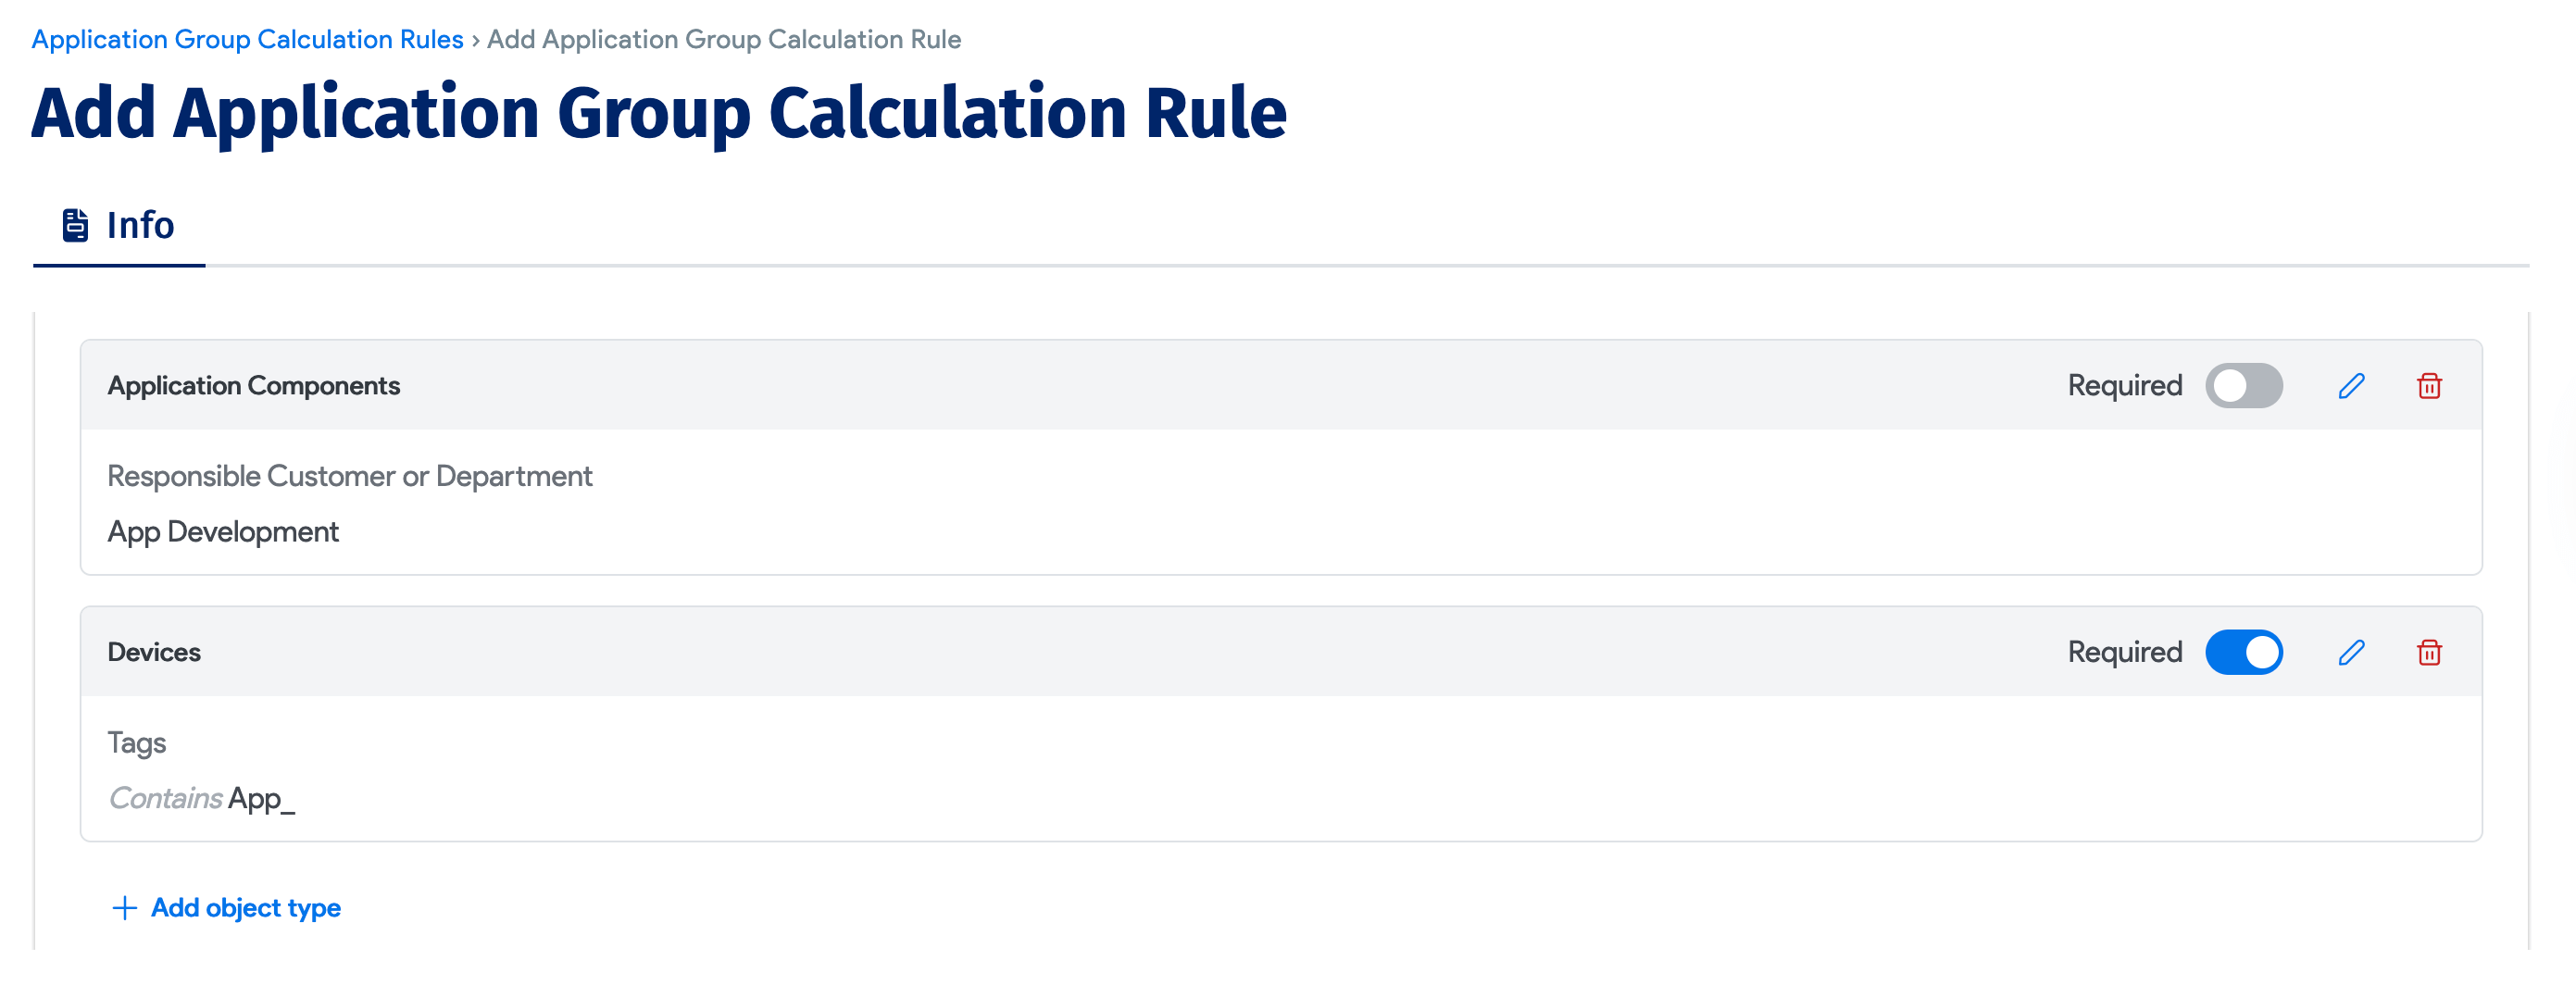 Application Group Calculation Rules › Add Application Group Calculation Rule
Add Application Group Calculation Rule
Info
Application Components
Required
Responsible Customer or Department
App Development
Devices
Required
Tags
Contains App_
Add object type